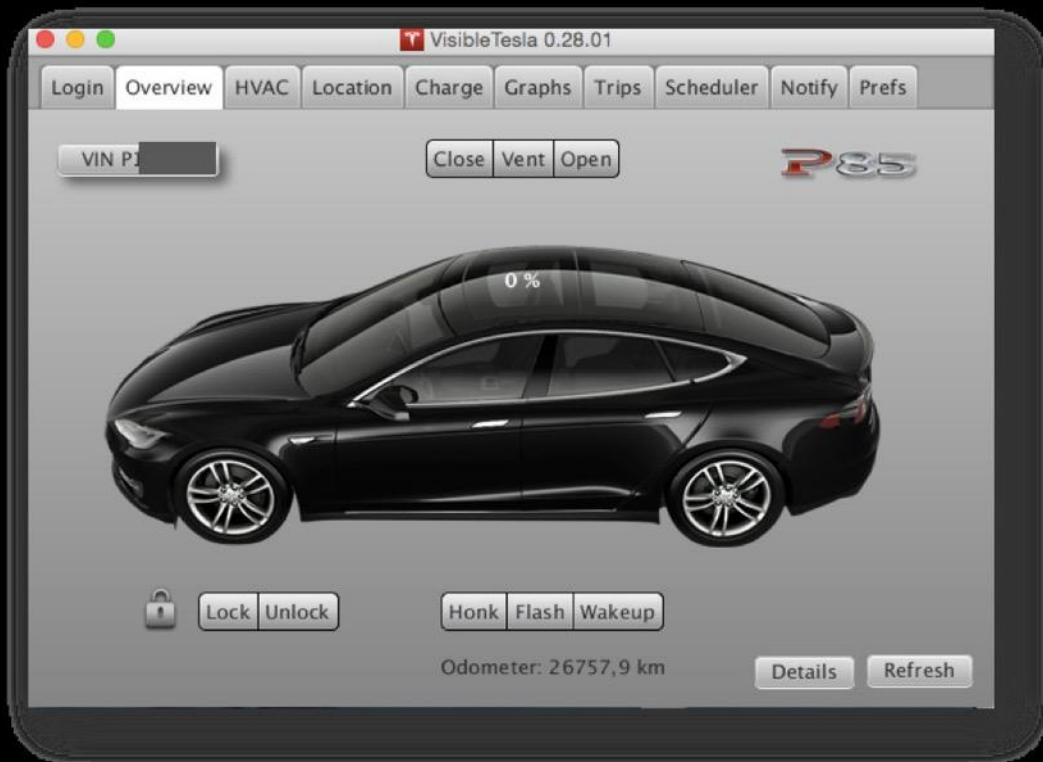 VisibleTesla 0.28.01
Login Overview HVAC Location Charge Graphs Trips Scheduler Notify Prefs
VIN Close Vent Open P85
0 %
Lock Unlock Honk Flash Wakeup
Odometer: 26757,9 km
Details Refresh